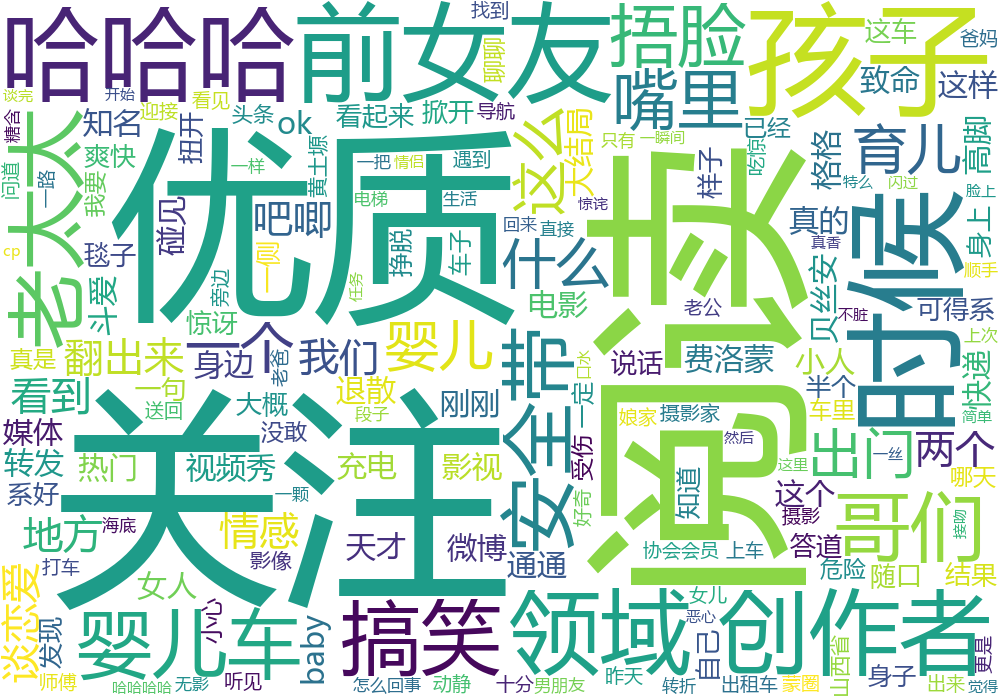 哈哈哈
前女友
捂脸
孩子
找到
这车
爸妈
聊聊
嘴里
致命
这样
谈完
开始
迎接
看见
头条
ok
看起来
掀开
导航
这么
大结局
只有
一瞬间
已经
育儿
高脚
糖含
知名
扭开
太太
老
爽快
优质
一样
黄土塬
一把
情侣
遇到
吃惊
样子
格格
特么
闪过
脸上
问道
一路
我要
碰见
吧唧
电梯
生活
惊诧
回来
直接
阅读
真的
真香
时候
身上
顺手
cp
毯子
斗爱
旁边
一侧
挣脱
车子
任务
什么
电影
老公
贝丝安
不脏
可得系
上次
惊讶
一个
老爸
真是
翻出来
身边
我们
婴儿
安全带
口水
说话
费洛蒙
小人
快递
简单
看到
一句
送回
大概
退散
段子
刚刚
一定
娘家
摄影家
半个
车里
媒体
没敢
关注
受伤
知道
然后
出门
两个
一丝
转发
热门
视频秀
充电
影视
这里
这个
哪天
系好
一颗
好奇
摄影
哥们
接吻
地方
海底
情感
影像
天才
微博
通通
协会会员
上车
答道
打车
谈恋爱
女人
小心
危险
随口
结果
发现
婴儿车
baby
搞笑
领域
创作者
女儿
恶心
自己
山西省
更是
师傅
听见
哈哈哈哈
无影
怎么回事
动静
十分
男朋友
昨天
转折
出租车
蒙圈
身子
出来
觉得